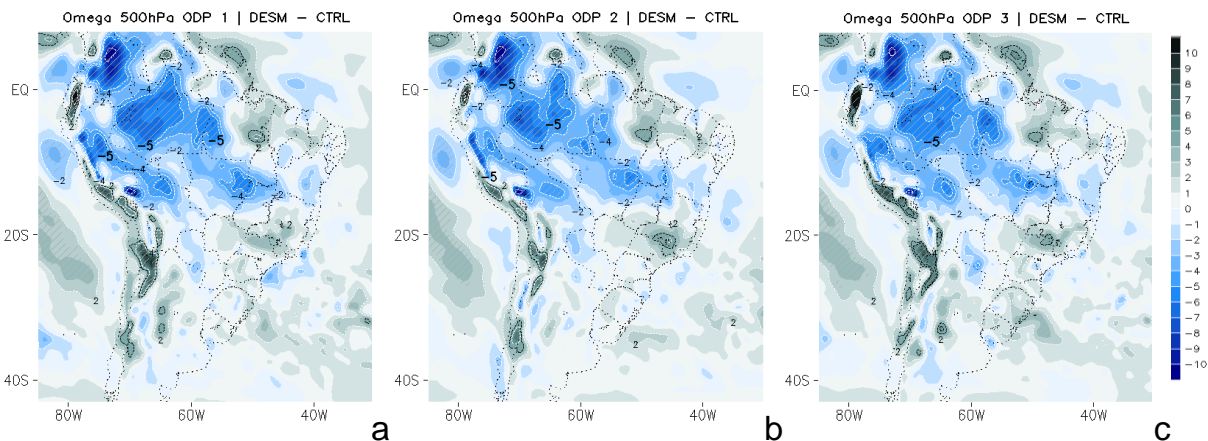 Omega 500hPa ODP 1 | DESM − CTRL
Omega 500hPa ODP 2 | DESM − CTRL
Omega 500hPa ODP 3 | DESM − CTRL
EQ
20S
40S
80W
60W
40W
a
EQ
20S
40S
80W
60W
40W
b
EQ
20S
40S
80W
60W
40W
c
10
9
8
7
6
5
4
3
2
1
0
−1
−2
−3
−4
−5
−6
−7
−8
−9
−10
−5
−5
−5
−5
−5
−5
−5